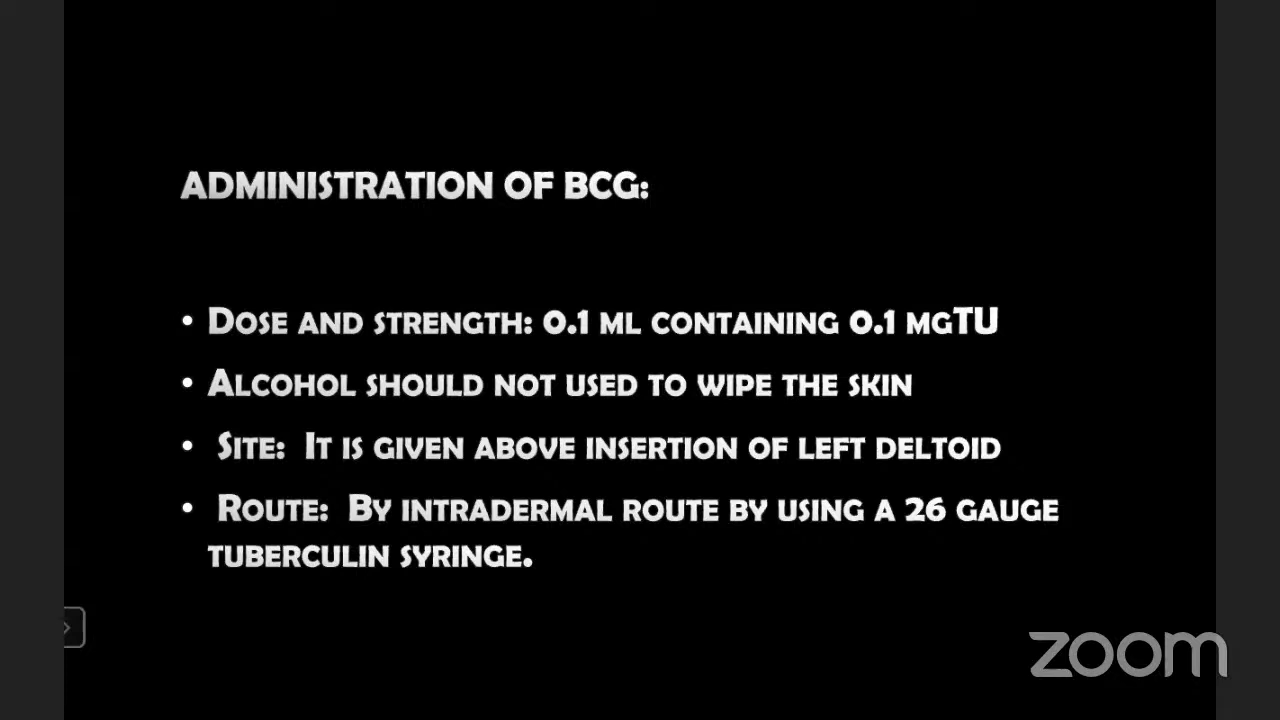 ADMINISTRATION OF BCG:
• DOSE AND STRENGTH: 0.1 ML CONTAINING 0.1 MGTU
• ALCOHOL SHOULD NOT USED TO WIPE THE SKIN
• SITE: IT IS GIVEN ABOVE INSERTION OF LEFT DELTOID
• ROUTE: BY INTRADERMAL ROUTE BY USING A 26 GAUGE
TUBERCULIN SYRINGE.
zoom